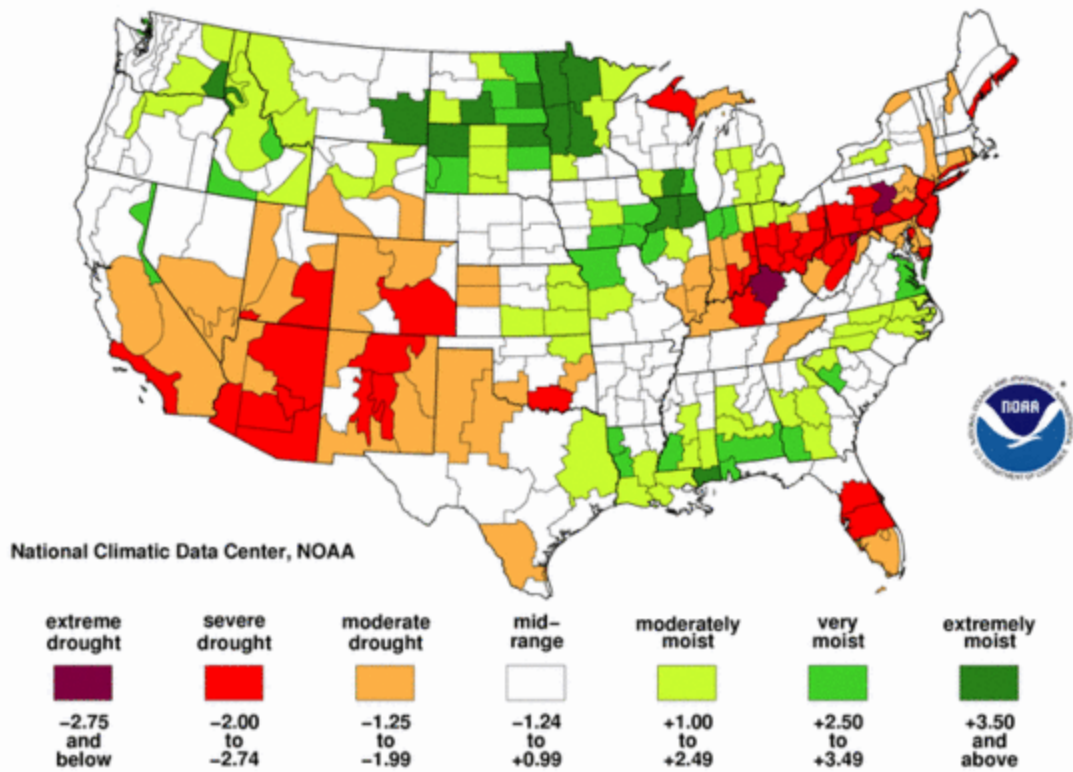 NOAA
National Climatic Data Center, NOAA
extreme drought
severe drought
moderate drought
mid-range
moderately moist
very moist
extremely moist
-2.75 and below
-2.00 to -2.74
-1.25 to -1.99
-1.24 to +0.99
+1.00 to +2.49
+2.50 to +3.49
+3.50 and above